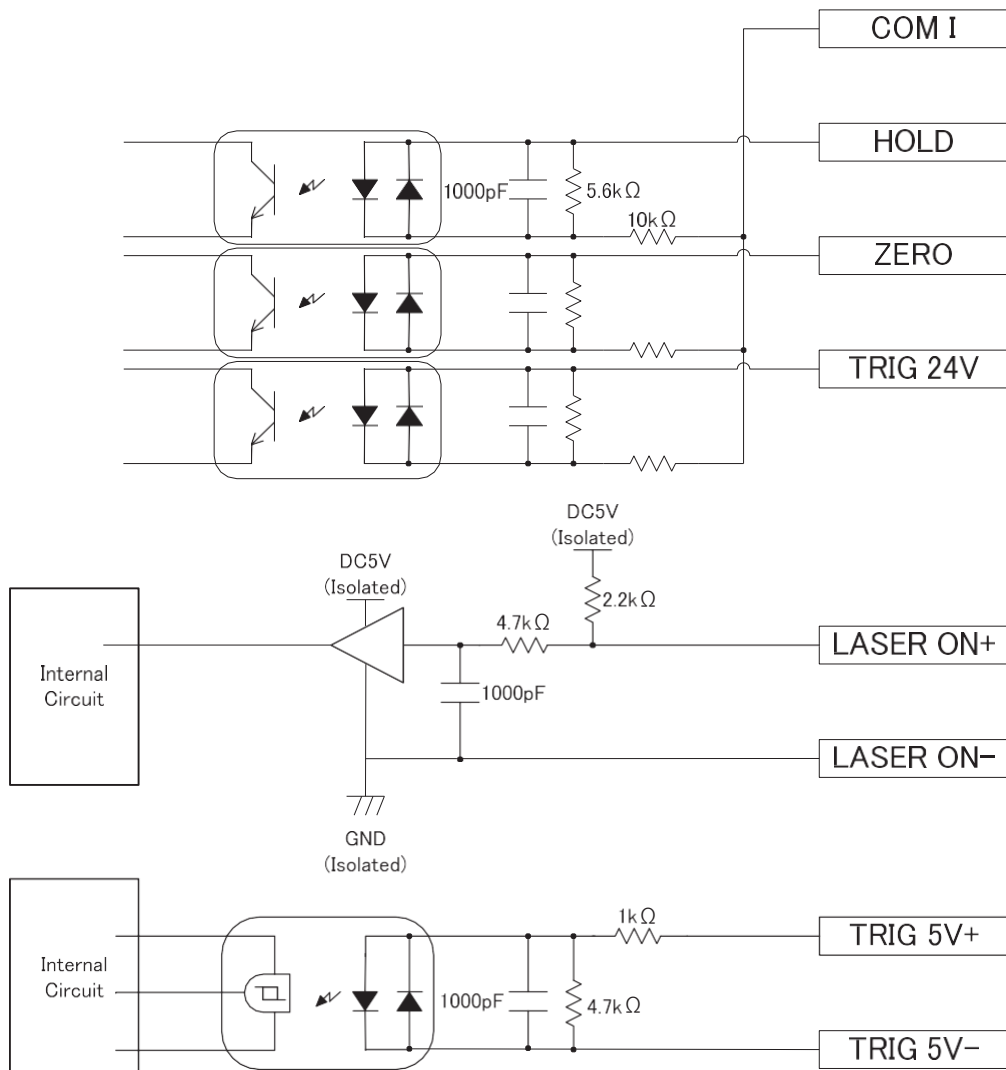 COM I
HOLD
1000pF
5.6kΩ
10kΩ
ZERO
TRIG 24V
DC5V
(Isolated)
DC5V
(Isolated)
2.2kΩ
4.7kΩ
LASER ON+
Internal
Circuit
1000pF
LASER ON−
GND
(Isolated)
1kΩ
TRIG 5V+
Internal
Circuit
1000pF
4.7kΩ
TRIG 5V−